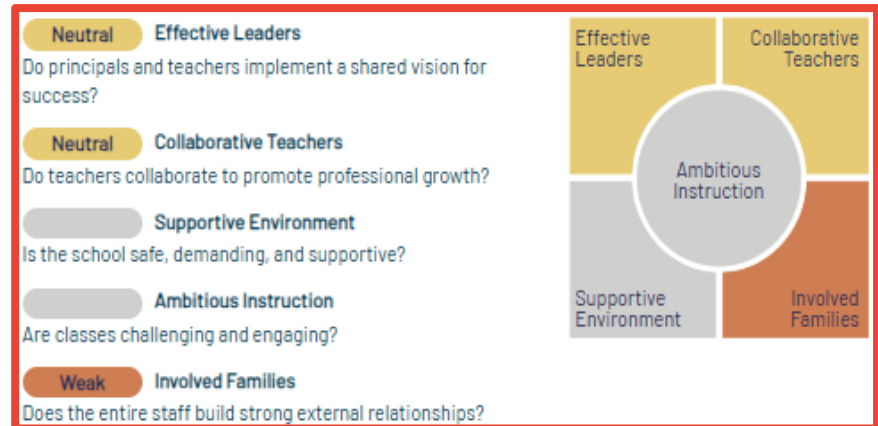 Neutral Effective Leaders
Do principals and teachers implement a shared vision for
success?
Neutral Collaborative Teachers
Do teachers collaborate to promote professional growth?
Supportive Environment
Is the school safe, demanding, and supportive?
Ambitious Instruction
Are classes challenging and engaging?
Weak Involved Families
Does the entire staff build strong external relationships?
Effective
Leaders
Collaborative
Teachers
Ambitious
Instruction
Supportive
Environment
Involved
Families